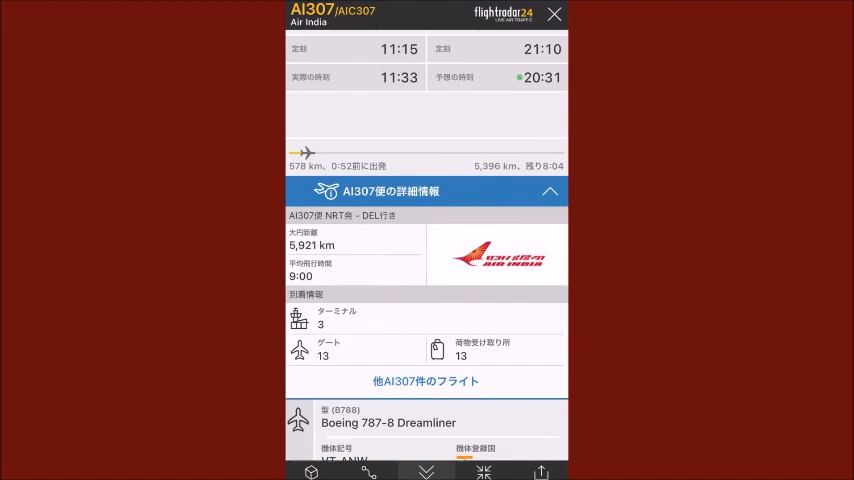 AI307/AIC307
flightradar24
LIVE AIR TRAFFIC
Air India
定刻 11:15 定刻 21:10
実際の時刻 11:33 予想の時刻 20:31
578 km、0:52前に出発 5,396 km、残り8:04
AI307便の詳細情報
AI307便 NRT発 - DEL行き
大円距離
5,921 km
平均飛行時間
9:00
एअर इंडिया
AIR INDIA
到着情報
ターミナル
3
ゲート 荷物受け取り所
13 13
他AI307件のフライト
型 (B788)
Boeing 787-8 Dreamliner
機体記号 機体登録国
VT-ANW